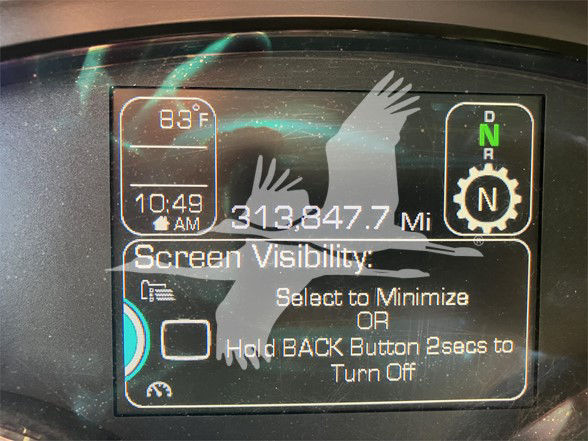 83°F
D
N
R
N
10:49
AM
313,847.7 Mi
®
Screen Visibility:
Select to Minimize
OR
Hold BACK Button 2secs to
Turn Off